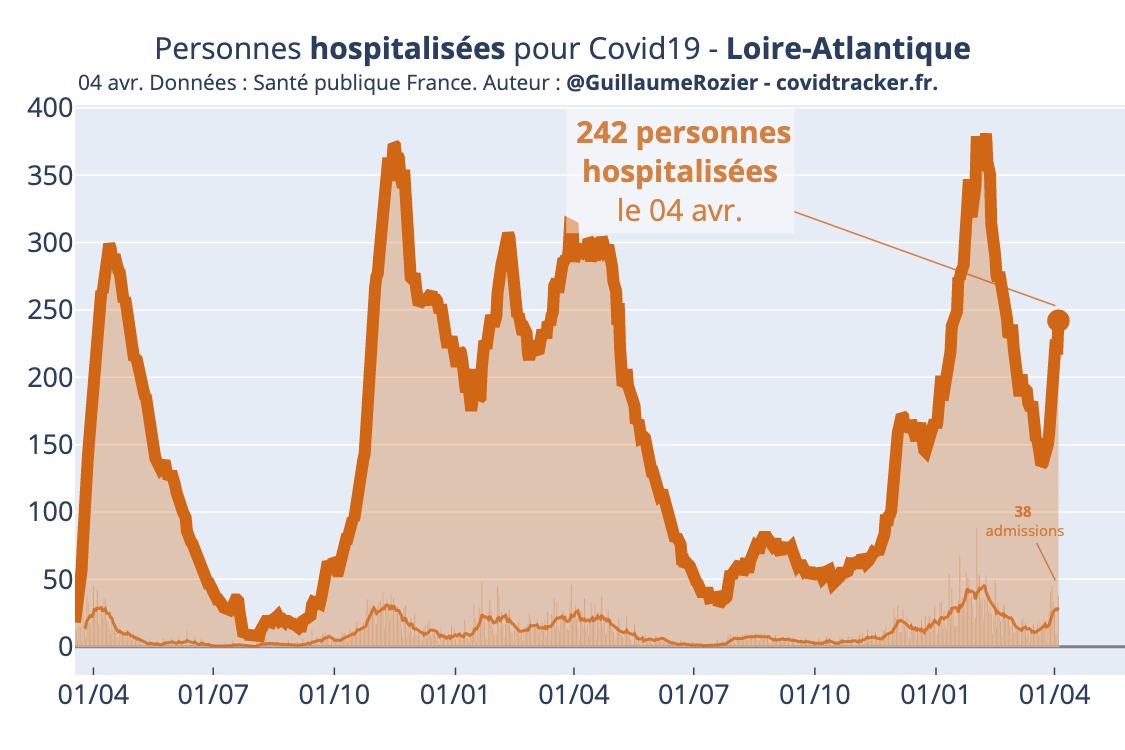 Personnes hospitalisées pour Covid19 - Loire-Atlantique
04 avr. Données : Santé publique France. Auteur : @GuillaumeRozier - covidtracker.fr.
400
350
300
250
200
150
100
50
0
242 personnes
hospitalisées
le 04 avr.
38
admissions
01/04 01/07 01/10 01/01 01/04 01/07 01/10 01/01 01/04